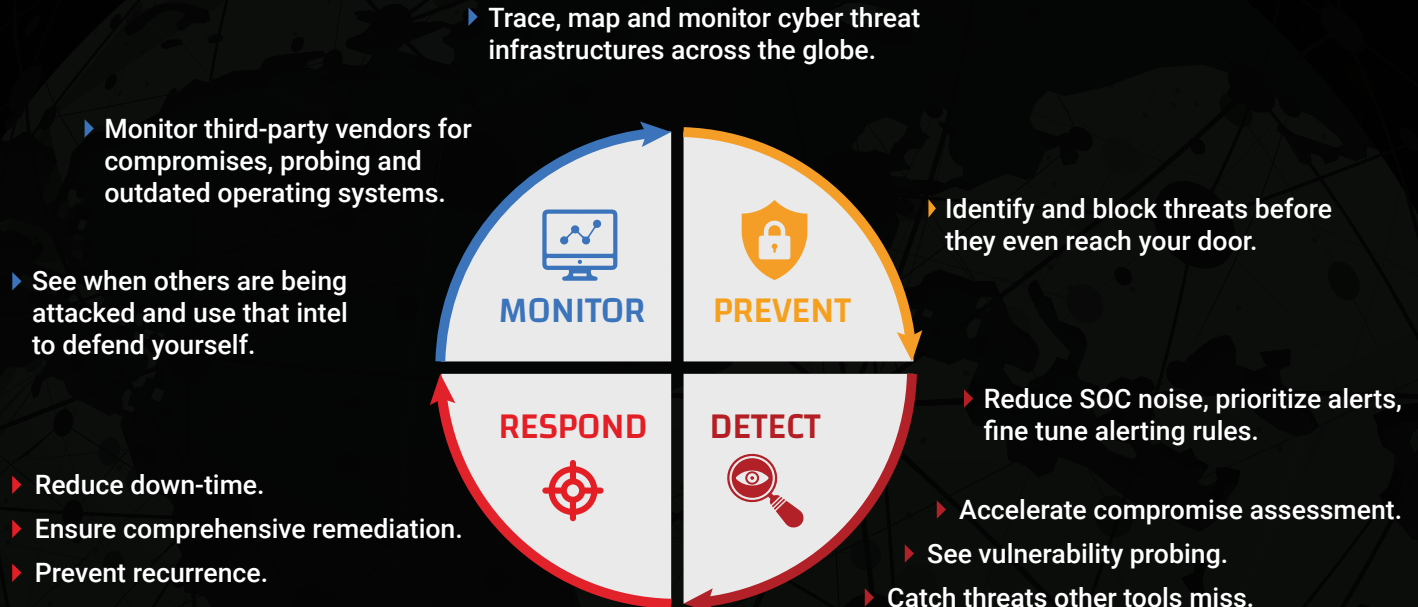 Trace, map and monitor cyber threat
infrastructures across the globe.
Monitor third-party vendors for
compromises, probing and
outdated operating systems.
See when others are being
attacked and use that intel
to defend yourself.
MONITOR
PREVENT
Identify and block threats before
they even reach your door.
RESPOND
DETECT
Reduce SOC noise, prioritize alerts,
fine tune alerting rules.
Accelerate compromise assessment.
See vulnerability probing.
Catch threats other tools miss.
Reduce down-time.
Ensure comprehensive remediation.
Prevent recurrence.